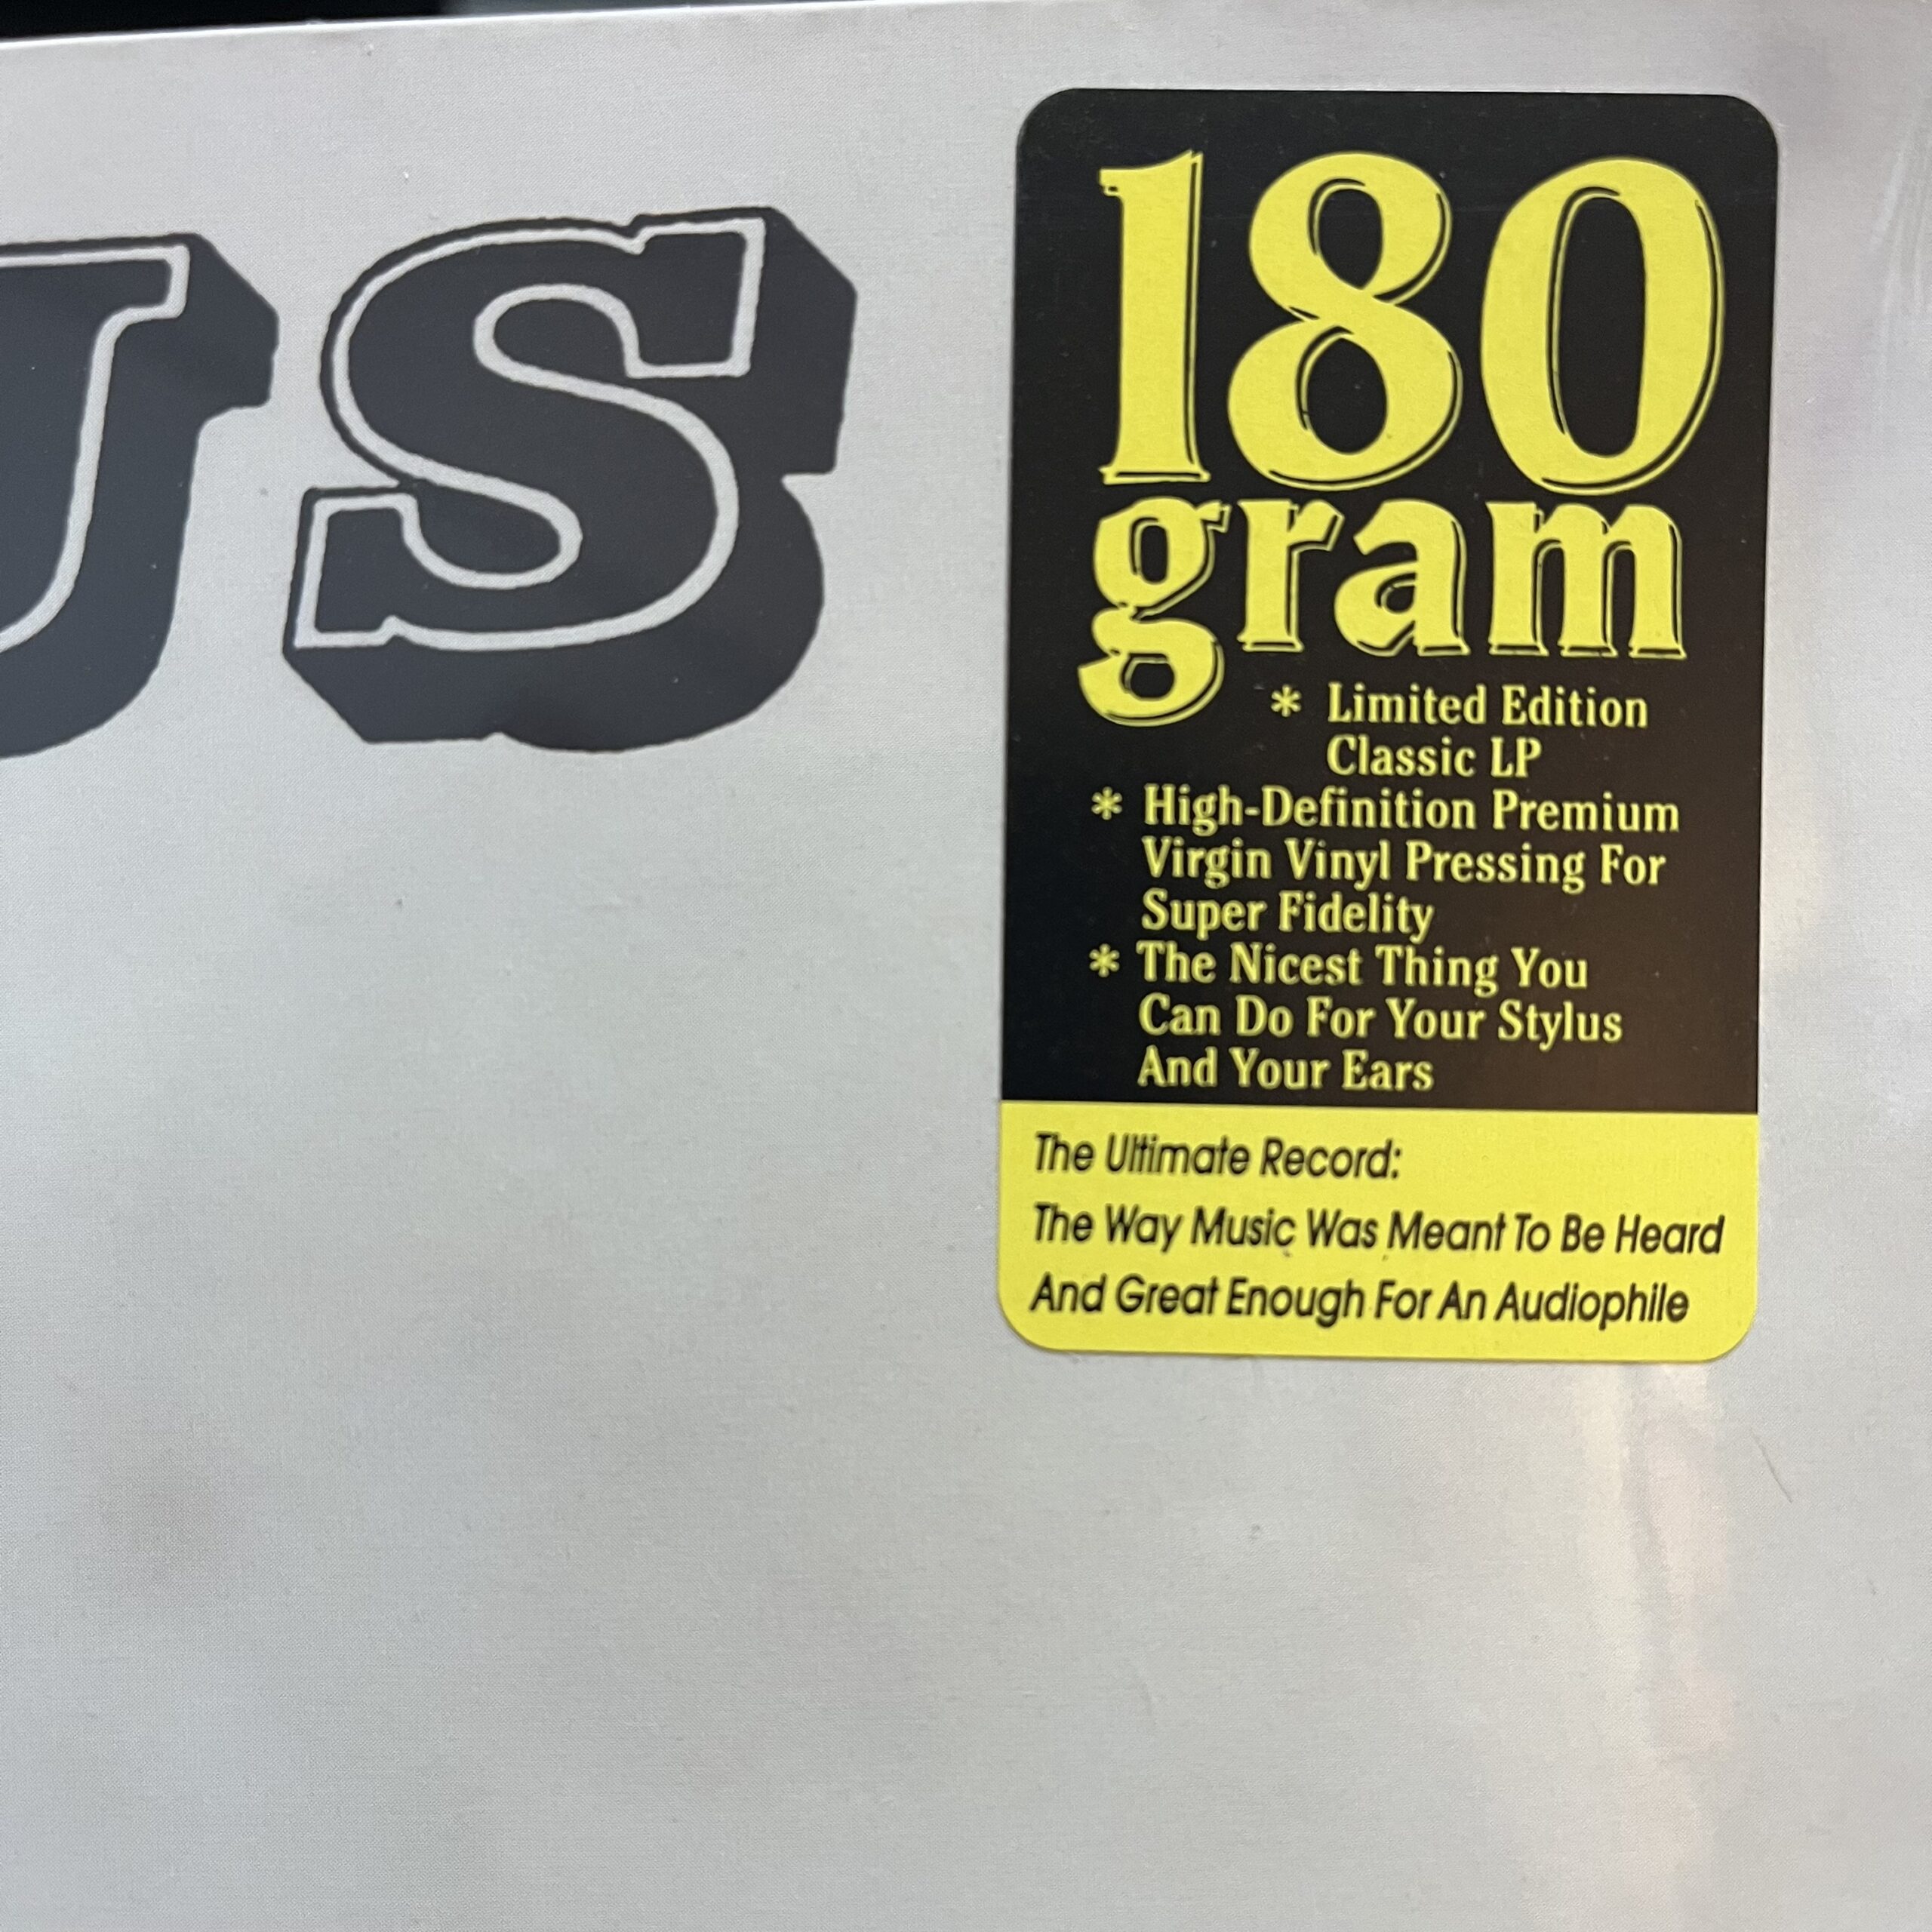 US
180
gram
* Limited Edition
Classic LP
* High-Definition Premium
Virgin Vinyl Pressing For
Super Fidelity
* The Nicest Thing You
Can Do For Your Stylus
And Your Ears
The Ultimate Record:
The Way Music Was Meant To Be Heard
And Great Enough For An Audiophile